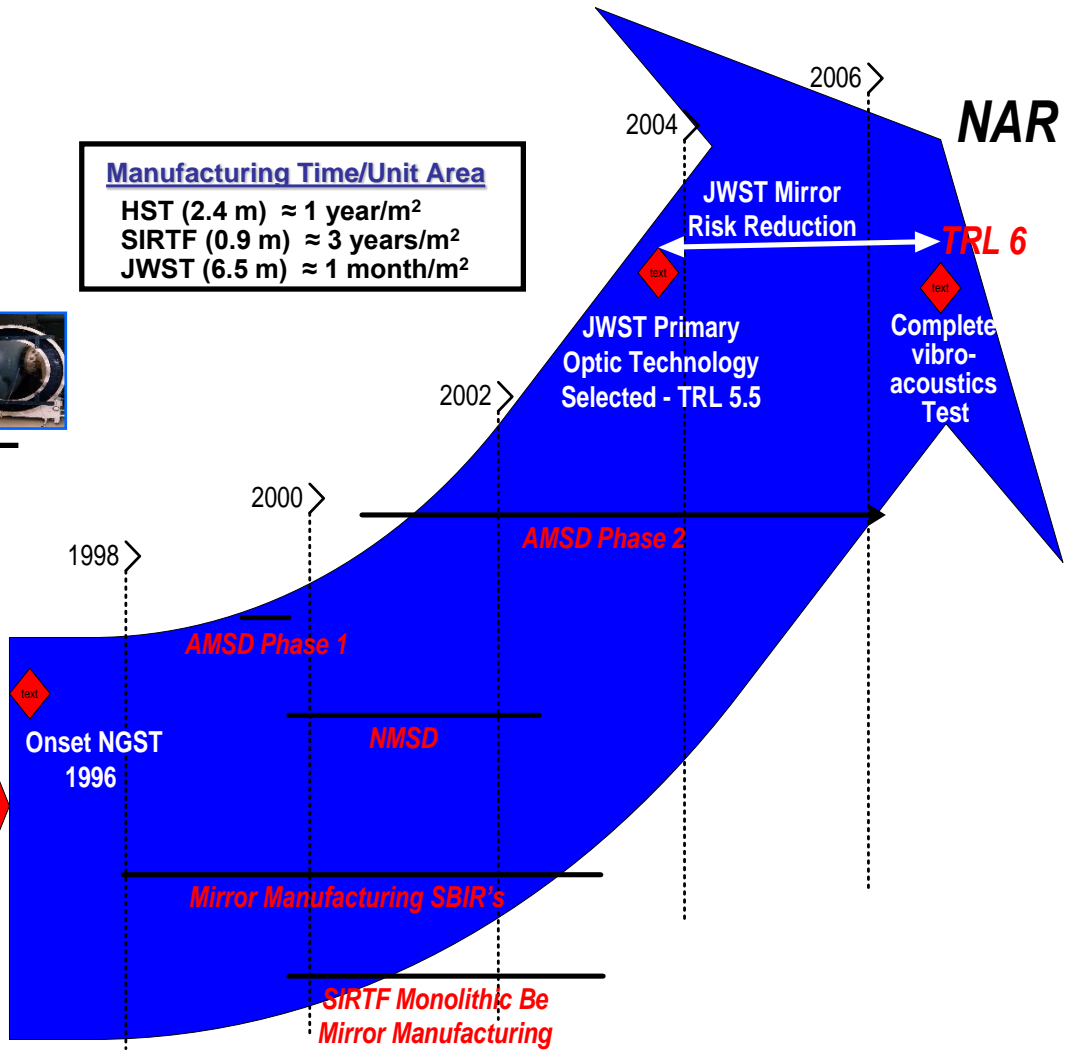 2006
NAR
2004
Manufacturing Time/Unit Area
HST (2.4 m) ≈ 1 year/m²
SIRTF (0.9 m) ≈ 3 years/m²
JWST (6.5 m) ≈ 1 month/m²
JWST Mirror
Risk Reduction
TRL 6
text
text
JWST Primary
Optic Technology
Selected - TRL 5.5
Complete
vibro-
acoustics
Test
2002
2000
AMSD Phase 2
1998
AMSD Phase 1
text
Onset NGST
1996
NMSD
Mirror Manufacturing SBIR's
SIRTF Monolithic Be
Mirror Manufacturing